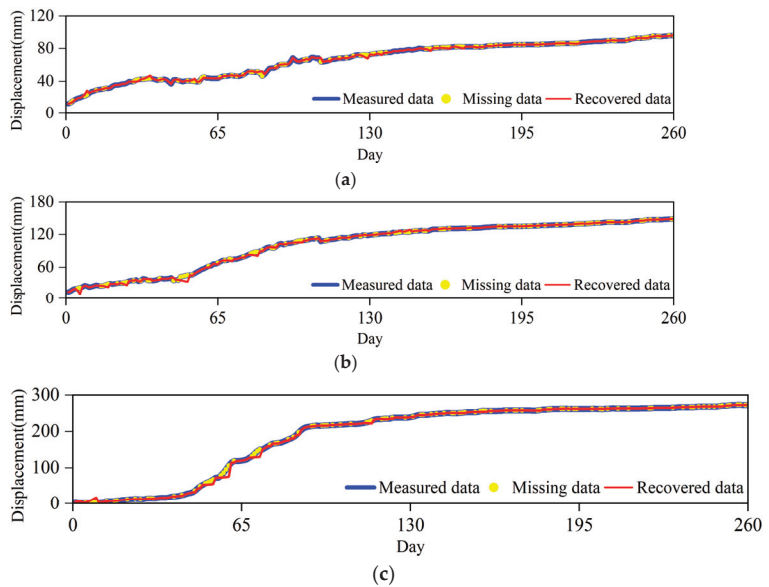 120
80
40
0
Displacement(mm)
Measured data Missing data Recovered data
0 65 130 195 260
Day
(a)
180
120
60
0
Displacement(mm)
Measured data Missing data Recovered data
0 65 130 195 260
Day
(b)
300
200
100
0
Displacement(mm)
Measured data Missing data Recovered data
0 65 130 195 260
Day
(c)